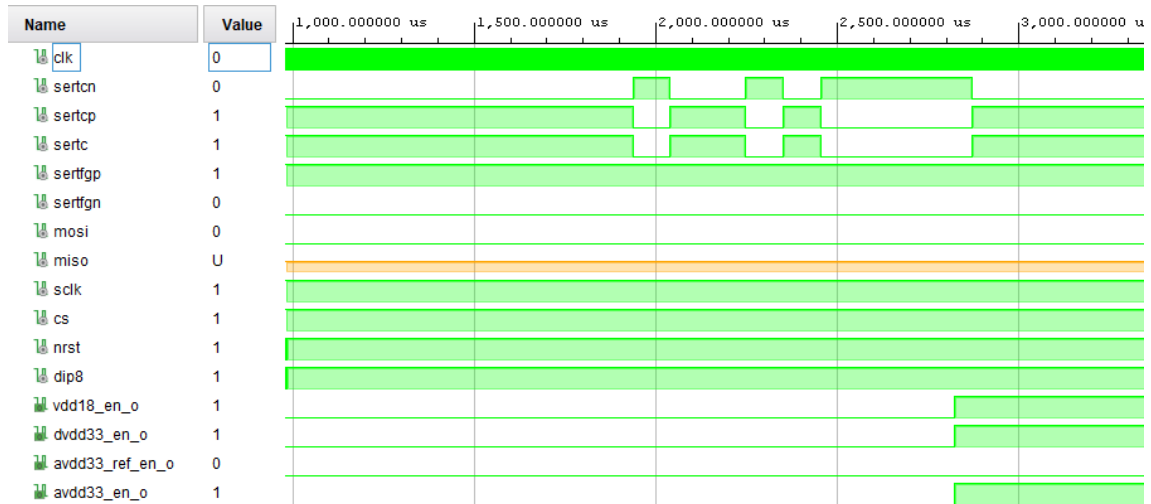 Name Value 1,000.000000 us 1,500.000000 us 2,000.000000 us 2,500.000000 us 3,000.000000 u
clk 0
sertcn 0
sertcp 1
sertc 1
sertfgp 1
sertfgn 0
mosi 0
miso U
sclk 1
cs 1
nrst 1
dip8 1
vdd18_en_o 1
dvdd33_en_o 1
avdd33_ref_en_o 0
avdd33_en_o 1